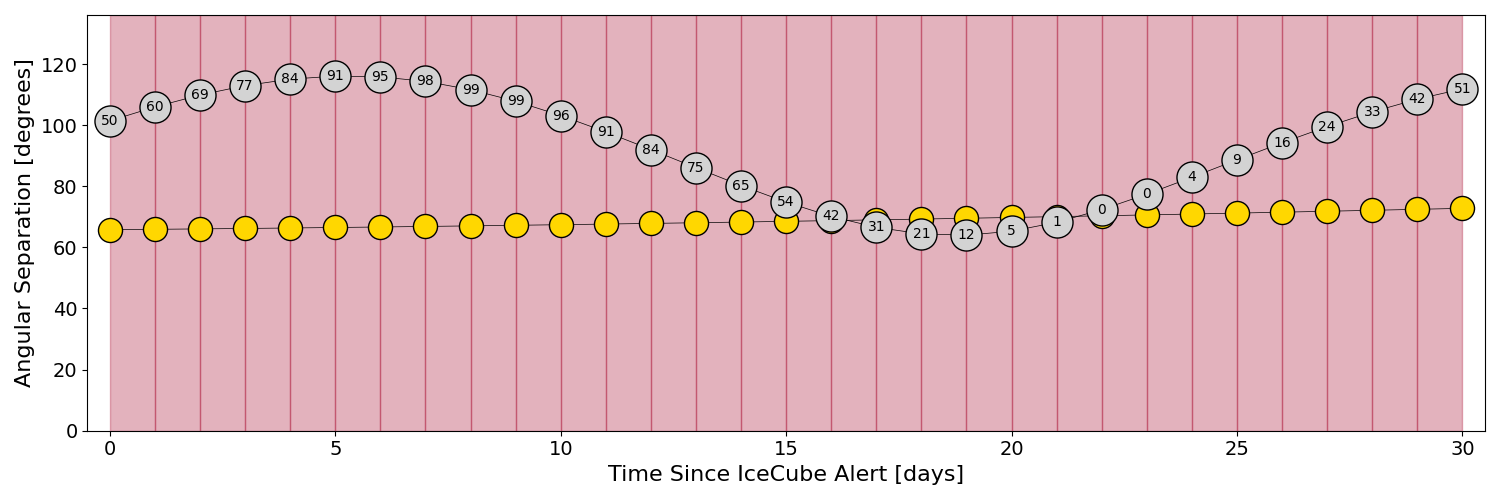 Angular Separation [degrees]
120
100
80
60
40
20
0
50 60 69 77 84 91 95 98 99 99 96 91 84 75 65 54 42 31 21 12 5 1 0 0 4 9 16 24 33 42 51
0 5 10 15 20 25 30
Time Since IceCube Alert [days]